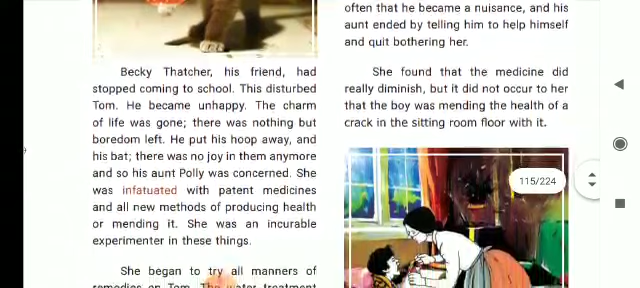 Becky Thatcher, his friend, had
stopped coming to school. This disturbed
Tom. He became unhappy. The charm
of life was gone; there was nothing but
boredom left. He put his hoop away, and
his bat; there was no joy in them anymore
and so his aunt Polly was concerned. She
was infatuated with patent medicines
and all new methods of producing health
or mending it. She was an incurable
experimenter in these things.
She began to try all manners of
remedies on Tom. The water treatment
often that he became a nuisance, and his
aunt ended by telling him to help himself
and quit bothering her.
She found that the medicine did
really diminish, but it did not occur to her
that the boy was mending the health of a
crack in the sitting room floor with it.
115/224